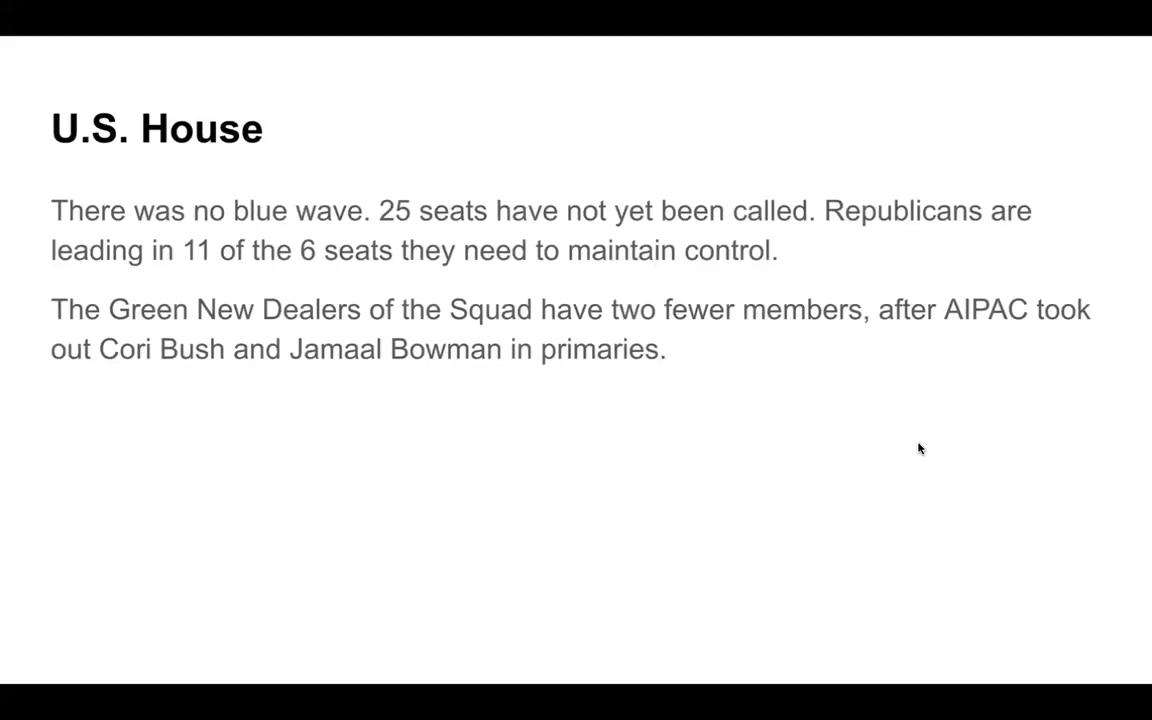 U.S. House
There was no blue wave. 25 seats have not yet been called. Republicans are
leading in 11 of the 6 seats they need to maintain control.
The Green New Dealers of the Squad have two fewer members, after AIPAC took
out Cori Bush and Jamaal Bowman in primaries.